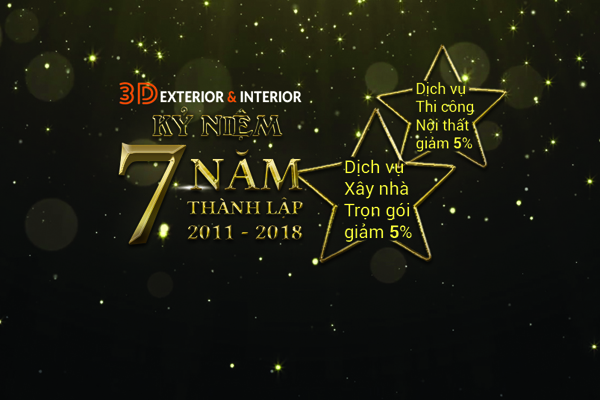 3D EXTERIOR & INTERIOR
KỶ NIỆM
7 NĂM
THÀNH LẬP
2011 - 2018
Dịch vụ
Thi công
Nội thất
giảm 5%
Dịch vụ
Xây nhà
Trọn gói
giảm 5%